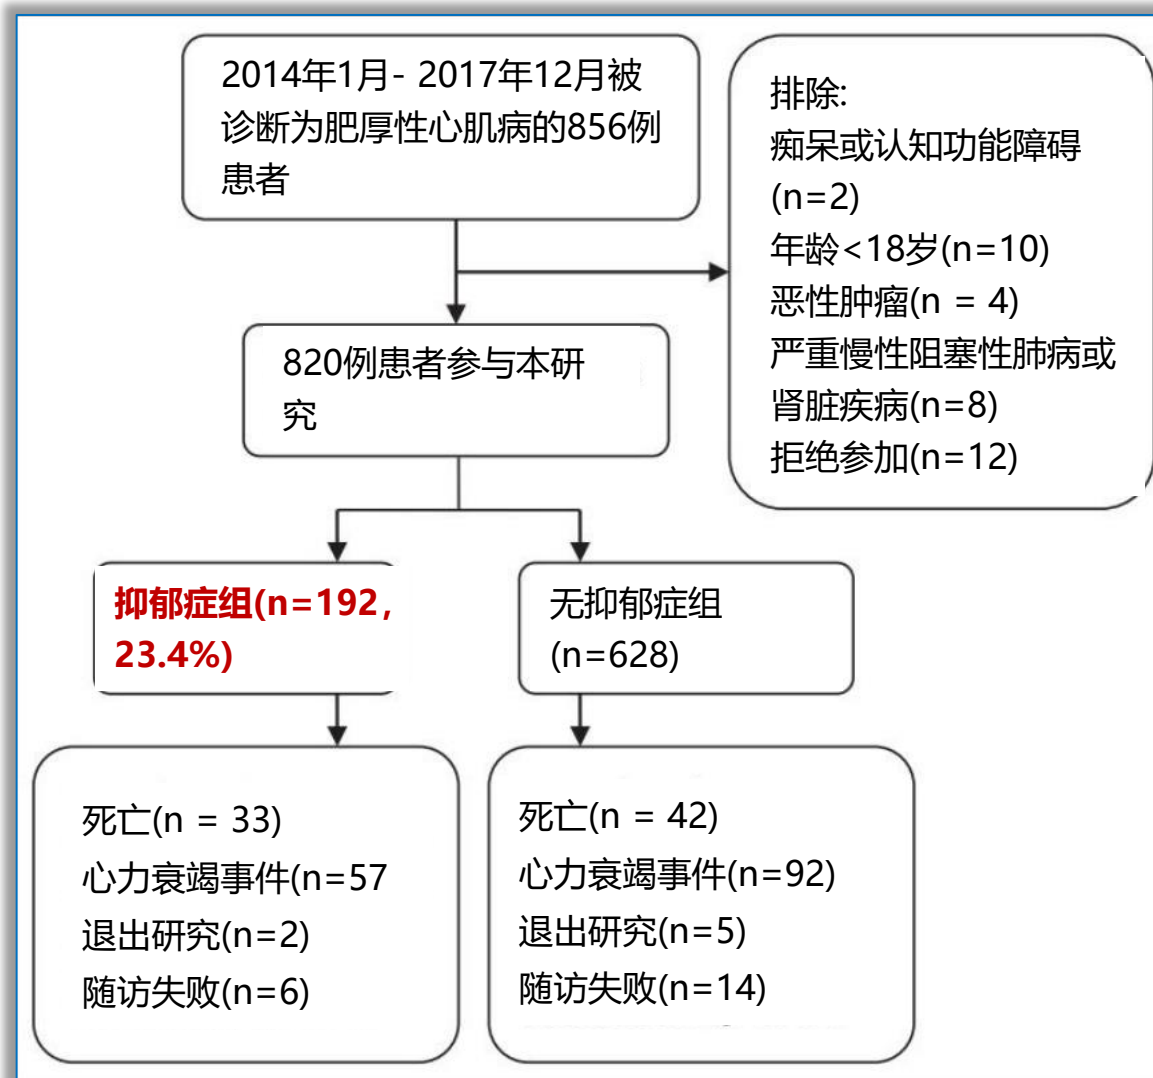 2014年1月- 2017年12月被
诊断为肥厚性心肌病的856例
患者
排除:
痴呆或认知功能障碍
(n=2)
年龄<18岁(n=10)
恶性肿瘤(n = 4)
严重慢性阻塞性肺病或
肾脏疾病(n=8)
拒绝参加(n=12)
820例患者参与本研
究
抑郁症组(n=192,
23.4%)
无抑郁症组
(n=628)
死亡(n = 33)
心力衰竭事件(n=57
退出研究(n=2)
随访失败(n=6)
死亡(n = 42)
心力衰竭事件(n=92)
退出研究(n=5)
随访失败(n=14)